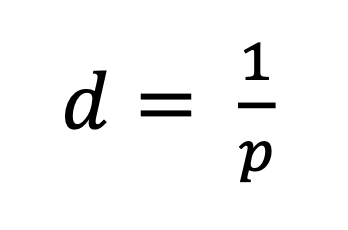 d = 1/p